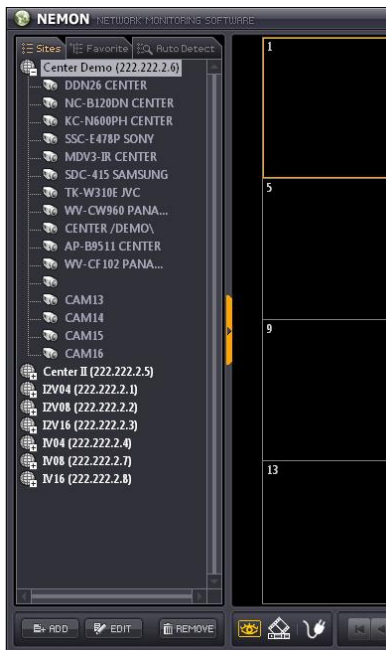 NEMON NETWORK MONITORING SOFTWARE
Sites Favorite Auto Detect
Center Demo (222.222.2.6)
DDN26 CENTER
NC-B120DN CENTER
KC-N600PH CENTER
SSC-E478P SONY
MDV3-IR CENTER
SDC-415 SAMSUNG
TK-W310E JVC
WV-CW960 PANA...
CENTER /DEMO\
AP-B9511 CENTER
WV-CF102 PANA...
CAM13
CAM14
CAM15
CAM16
Center II (222.222.2.5)
I2V04 (222.222.2.1)
I2V08 (222.222.2.2)
I2V16 (222.222.2.3)
IV04 (222.222.2.4)
IV08 (222.222.2.7)
IV16 (222.222.2.8)
ADD EDIT REMOVE
1
5
9
13